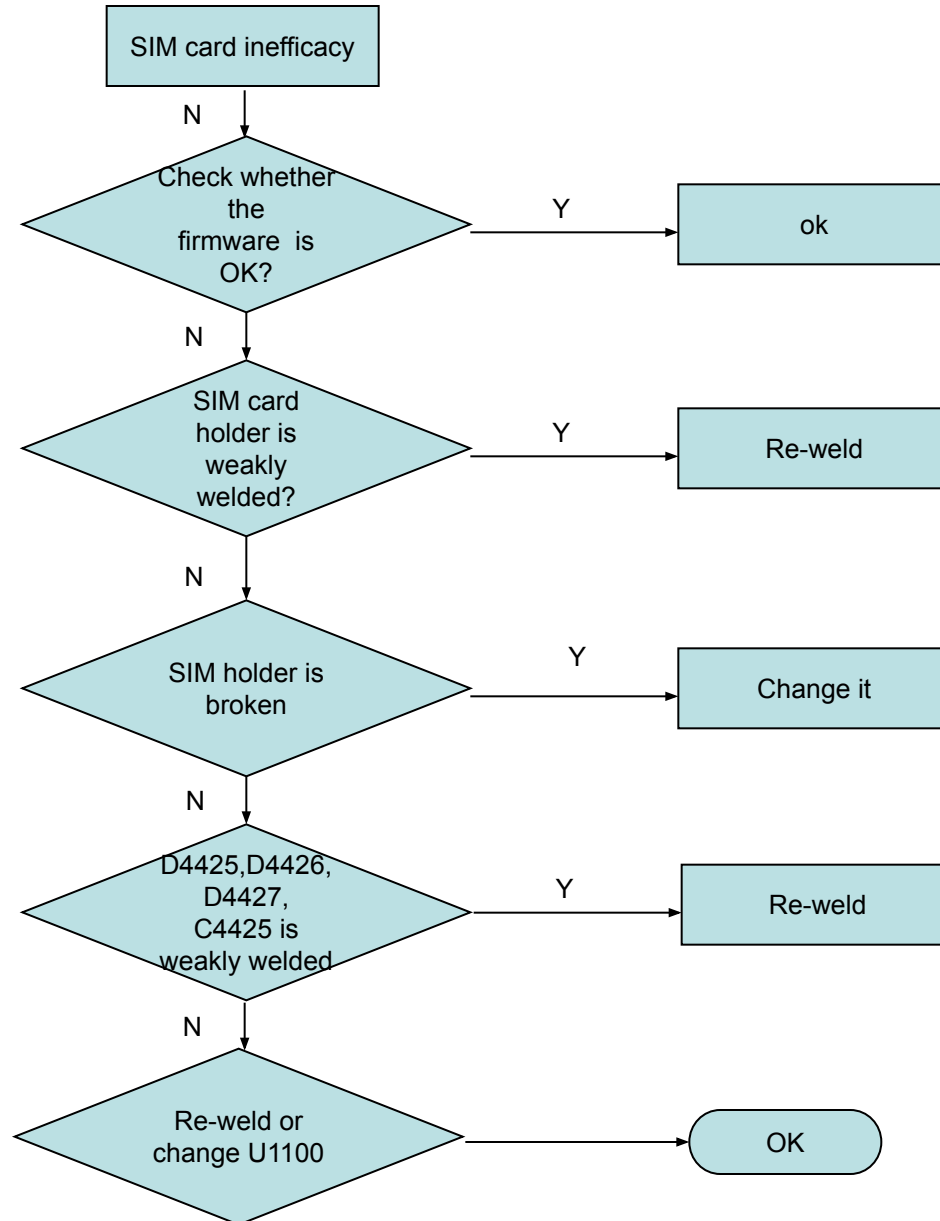 SIM card inefficacy
N
Check whether
the
firmware  is
OK?
Y
ok
N
SIM card
holder is
weakly
welded?
Y
Re-weld
N
SIM holder is
broken
Y
Change it
N
D4425,D4426,
D4427,
C4425 is
weakly welded
Y
Re-weld
N
Re-weld or
change U1100
OK